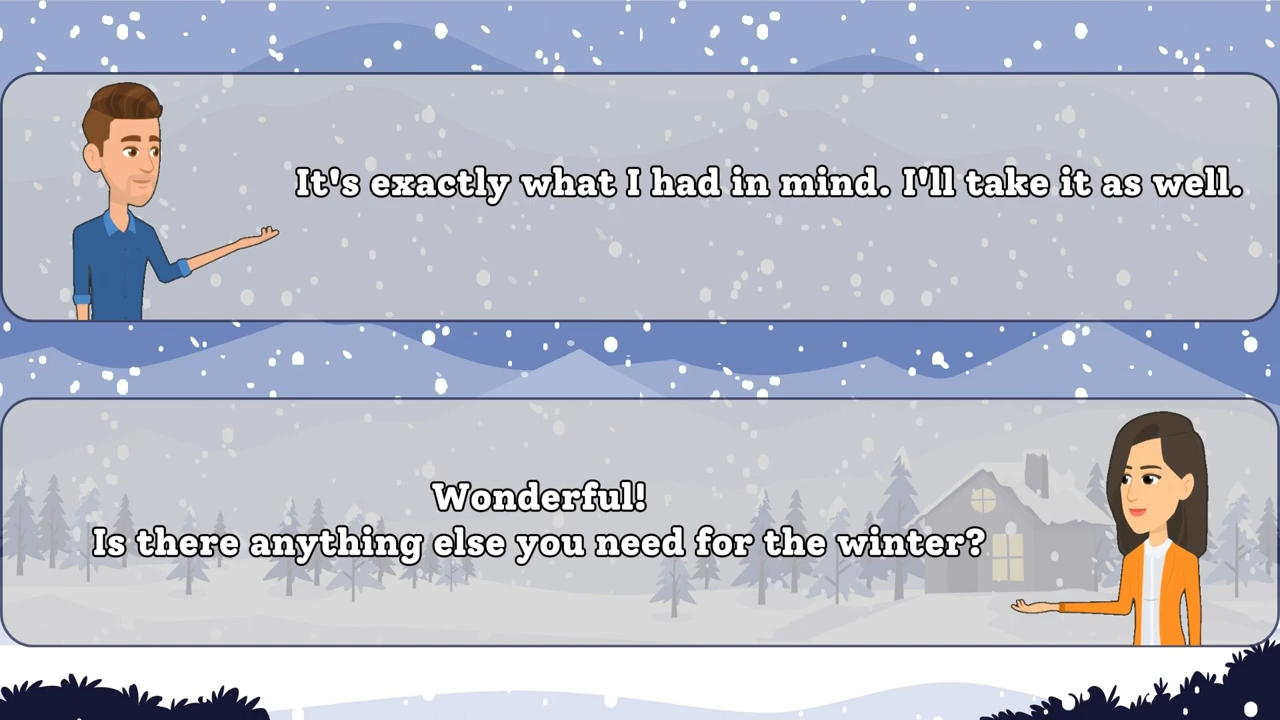 It's exactly what I had in mind. I'll take it as well.
Wonderful!
Is there anything else you need for the winter?